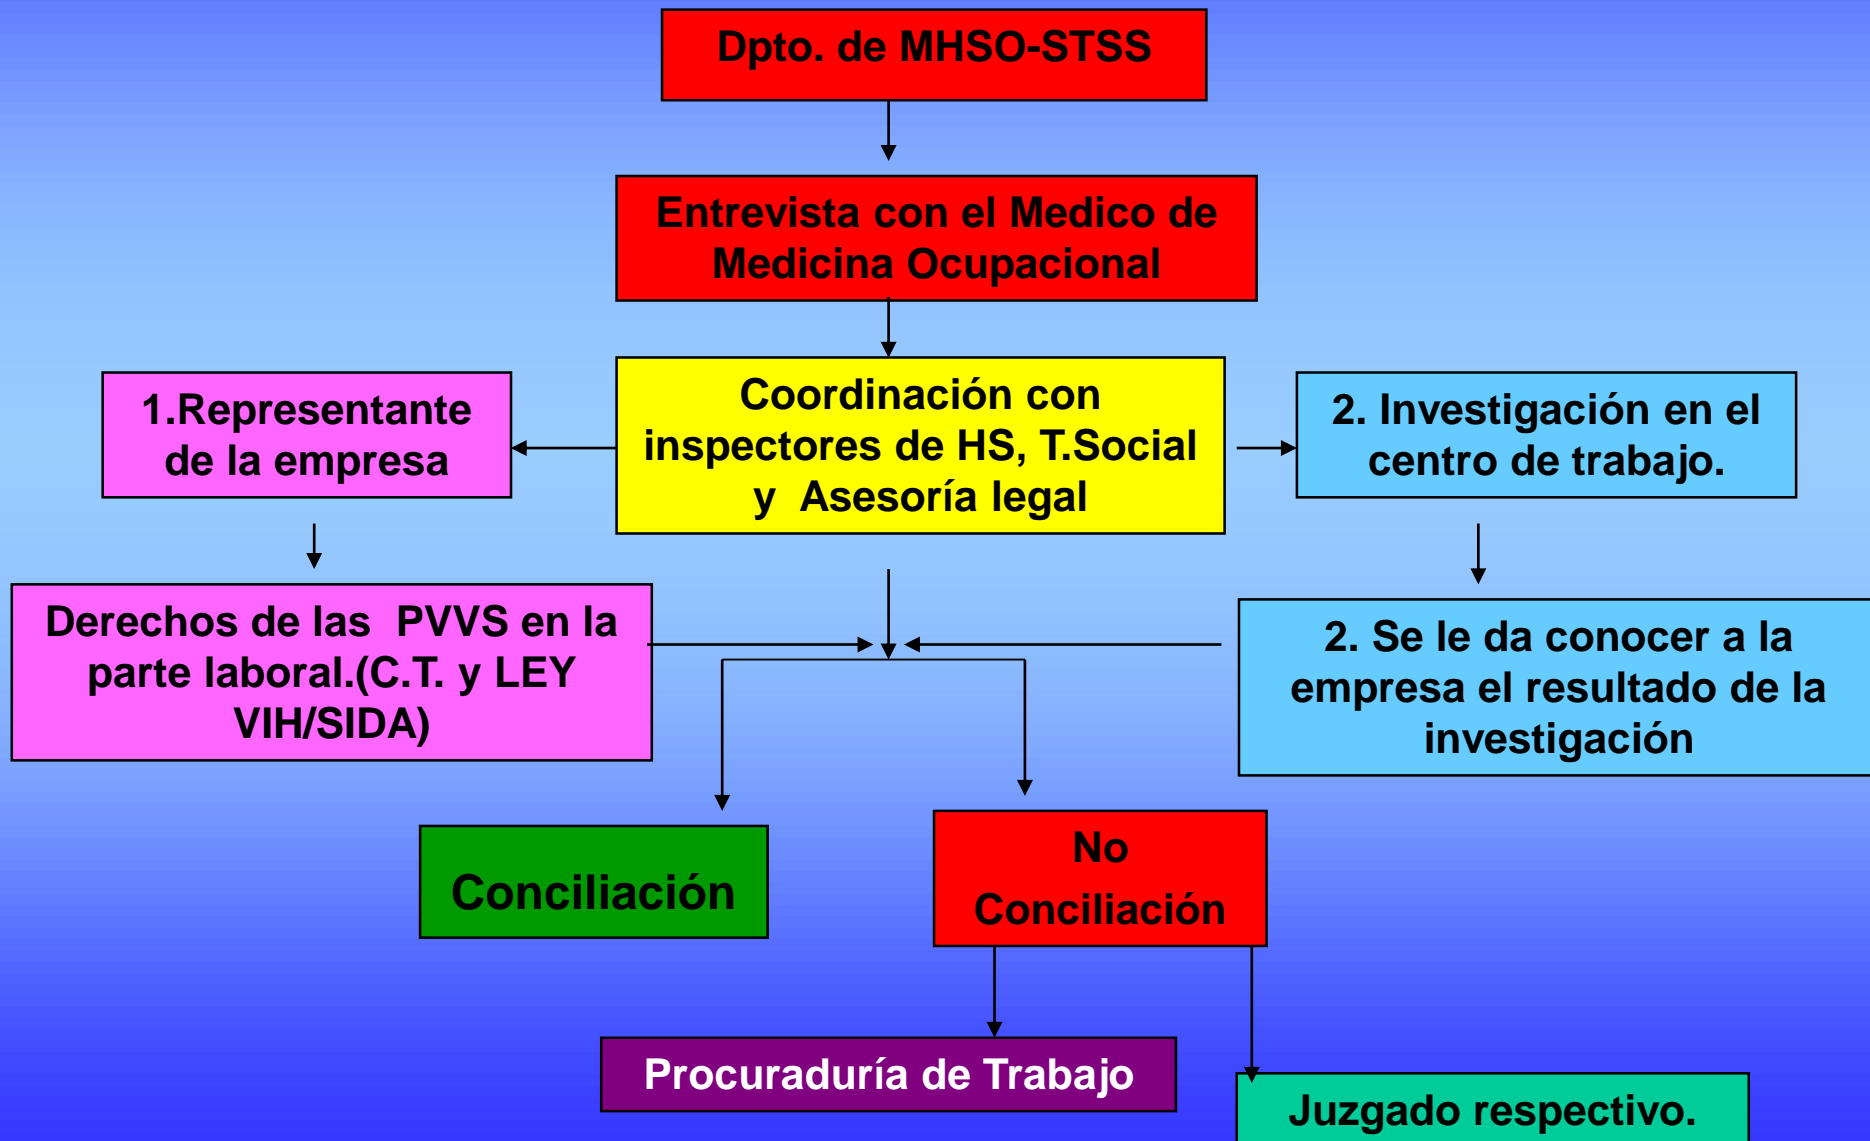 Dpto. de MHSO-STSS
Entrevista con el Medico de
Medicina Ocupacional
1.Representante
de la empresa
Coordinación con
inspectores de HS, T.Social
y Asesoría legal
2. Investigación en el
centro de trabajo.
Derechos de las PVVS en la
parte laboral.(C.T. y LEY
VIH/SIDA)
2. Se le da conocer a la
empresa el resultado de la
investigación
Conciliación
No
Conciliación
Procuraduría de Trabajo
Juzgado respectivo.